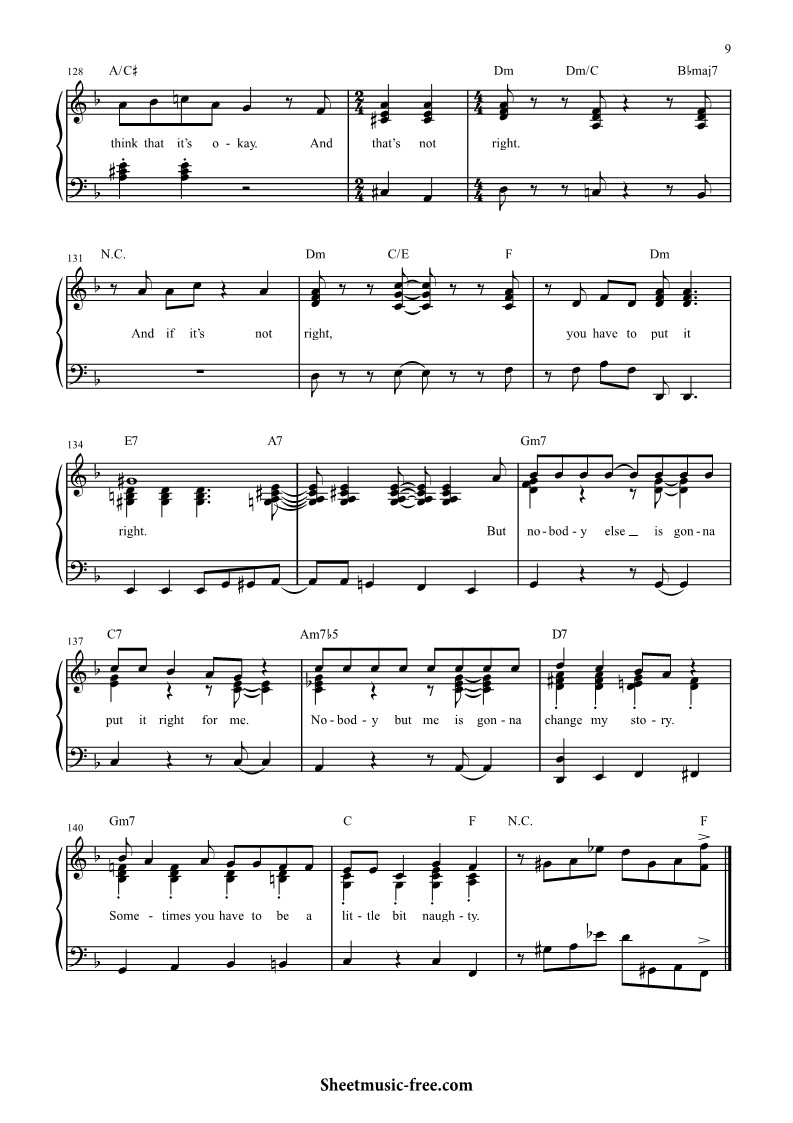 9
128 A/C♯ Dm Dm/C B♭maj7
think that it's o - kay. And that's not right.
131 N.C. Dm C/E F Dm
And if it's not right, you have to put it
134 E7 A7 Gm7
right. But no - bod - y else _ is gon - na
137 C7 Am7♭5 D7
put it right for me. No - bod - y but me is gon - na change my sto - ry.
140 Gm7 C F N.C. F
Some - times you have to be a lit - tle bit naugh - ty.
Sheetmusic-free.com